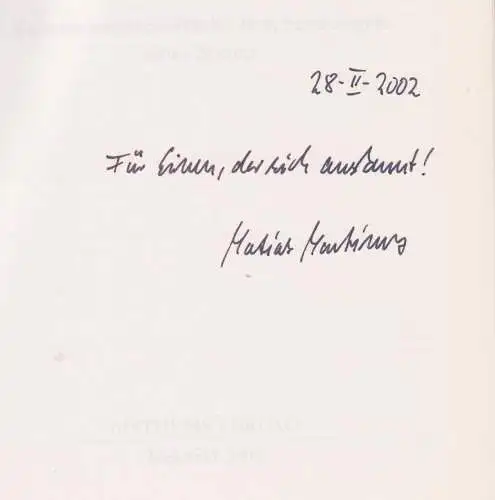 28-II-2002
Für Einen, der sich auskennt!
Matias Martinez